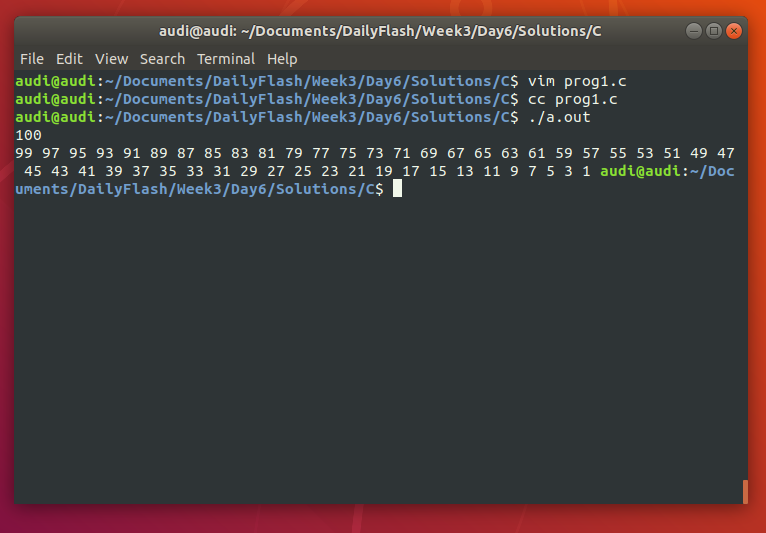 audi@audi: ~/Documents/DailyFlash/Week3/Day6/Solutions/C
File Edit View Search Terminal Help
audi@audi:~/Documents/DailyFlash/Week3/Day6/Solutions/C$ vim prog1.c
audi@audi:~/Documents/DailyFlash/Week3/Day6/Solutions/C$ cc prog1.c
audi@audi:~/Documents/DailyFlash/Week3/Day6/Solutions/C$ ./a.out
100
99 97 95 93 91 89 87 85 83 81 79 77 75 73 71 69 67 65 63 61 59 57 55 53 51 49 47
45 43 41 39 37 35 33 31 29 27 25 23 21 19 17 15 13 11 9 7 5 3 1 audi@audi:~/Doc
uments/DailyFlash/Week3/Day6/Solutions/C$